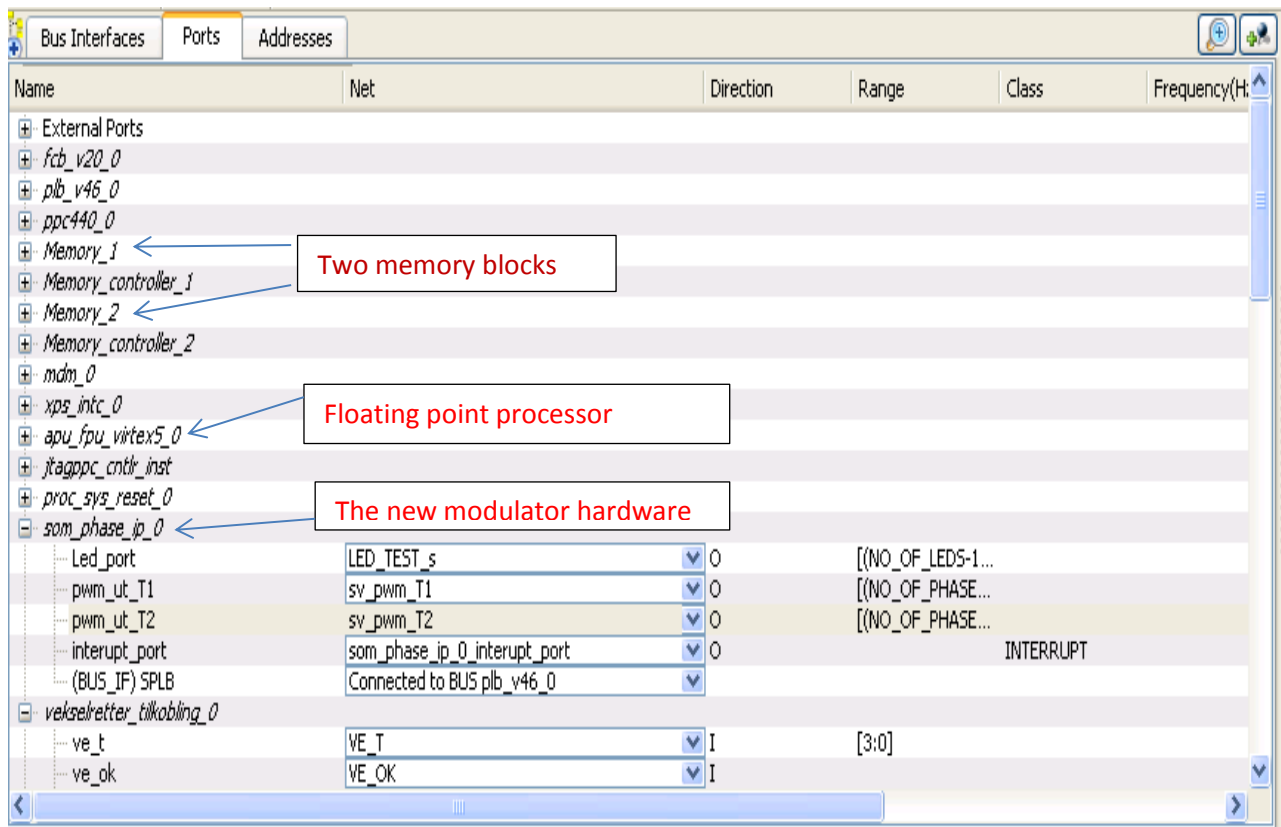 Bus Interfaces Ports Addresses
Name Net Direction Range Class Frequency(H:
External Ports
fcb_v20_0
plb_v46_0
ppc440_0
Memory_1
Two memory blocks
Memory_controller_1
Memory_2
Memory_controller_2
mdm_0
xps_intc_0
Floating point processor
apu_fpu_virtex5_0
jtagppc_cntlr_inst
proc_sys_reset_0
The new modulator hardware
som_phase_ip_0
Led_port LED_TEST_s O [(NO_OF_LEDS-1...
pwm_ut_T1 sv_pwm_T1 O [(NO_OF_PHASE...
pwm_ut_T2 sv_pwm_T2 O [(NO_OF_PHASE...
interupt_port som_phase_ip_0_interupt_port O INTERRUPT
(BUS_IF) SPLB Connected to BUS plb_v46_0
vekselretter_tilkobling_0
ve_t VE_T I [3:0]
ve_ok VE_OK I